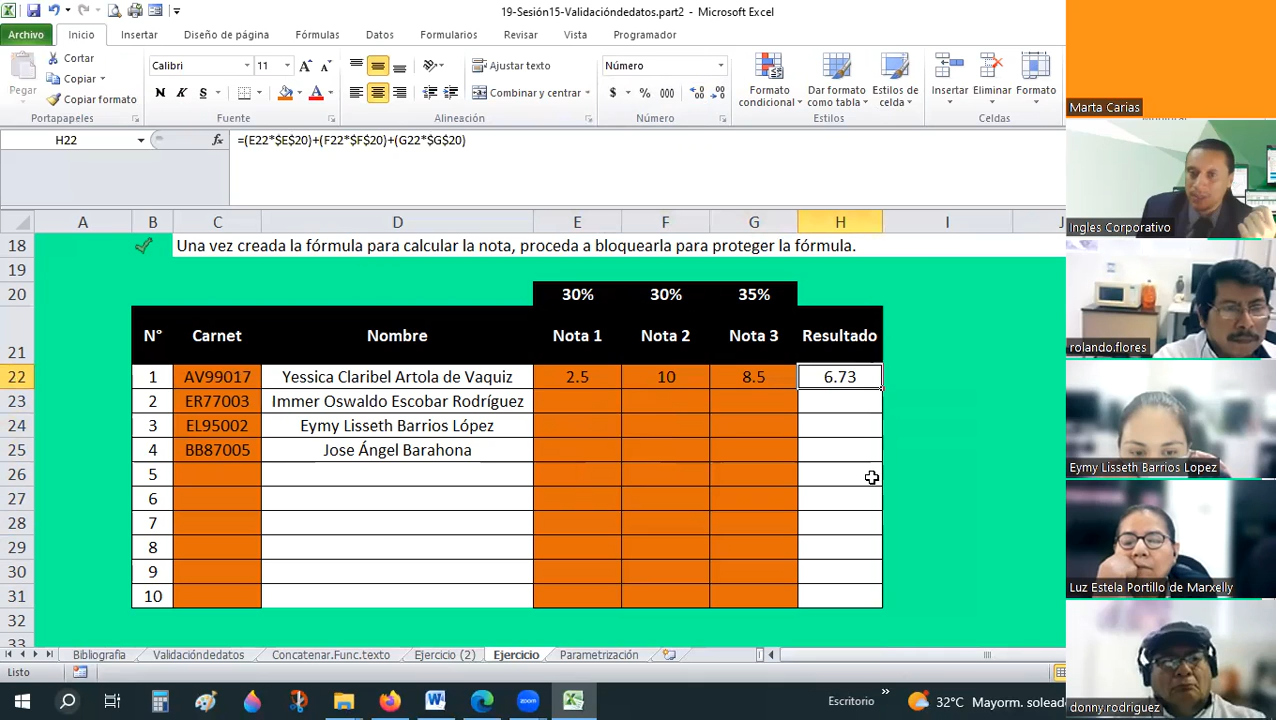 19-Sesión15-Validacióndedatos.part2 - Microsoft Excel
Archivo Inicio Insertar Diseño de página Fórmulas Datos Formularios Revisar Vista Programador
Pegar
Cortar
Copiar
Copiar formato
Portapapeles
Calibri 11
N K S
Fuente
Ajustar texto
Combinar y centrar
Alineación
Número
$ % 000
Número
Formato condicional
Dar formato como tabla
Estilos de celda
Estilos
Insertar Eliminar Formato
Celdas
H22 fx =(E22*$E$20)+(F22*$F$20)+(G22*$G$20)
A B C D E F G H I J
18 Una vez creada la fórmula para calcular la nota, proceda a bloquearla para proteger la fórmula.
19
20 30% 30% 35%
21 N° Carnet Nombre Nota 1 Nota 2 Nota 3 Resultado
22 1 AV99017 Yessica Claribel Artola de Vaquiz 2.5 10 8.5 6.73
23 2 ER77003 Immer Oswaldo Escobar Rodríguez
24 3 EL95002 Eymy Lisseth Barrios López
25 4 BB87005 Jose Ángel Barahona
26 5
27 6
28 7
29 8
30 9
31 10
32
33
Bibliografia Validacióndedatos Concatenar.Func.texto Ejercicio (2) Ejercicio Parametrización
Listo
zoom
Escritorio » 32°C Mayorm. soleado
Marta Carias
Ingles Corporativo
rolando.flores
Eymy Lisseth Barrios Lopez
Luz Estela Portillo de Marxelly
donny.rodriguez